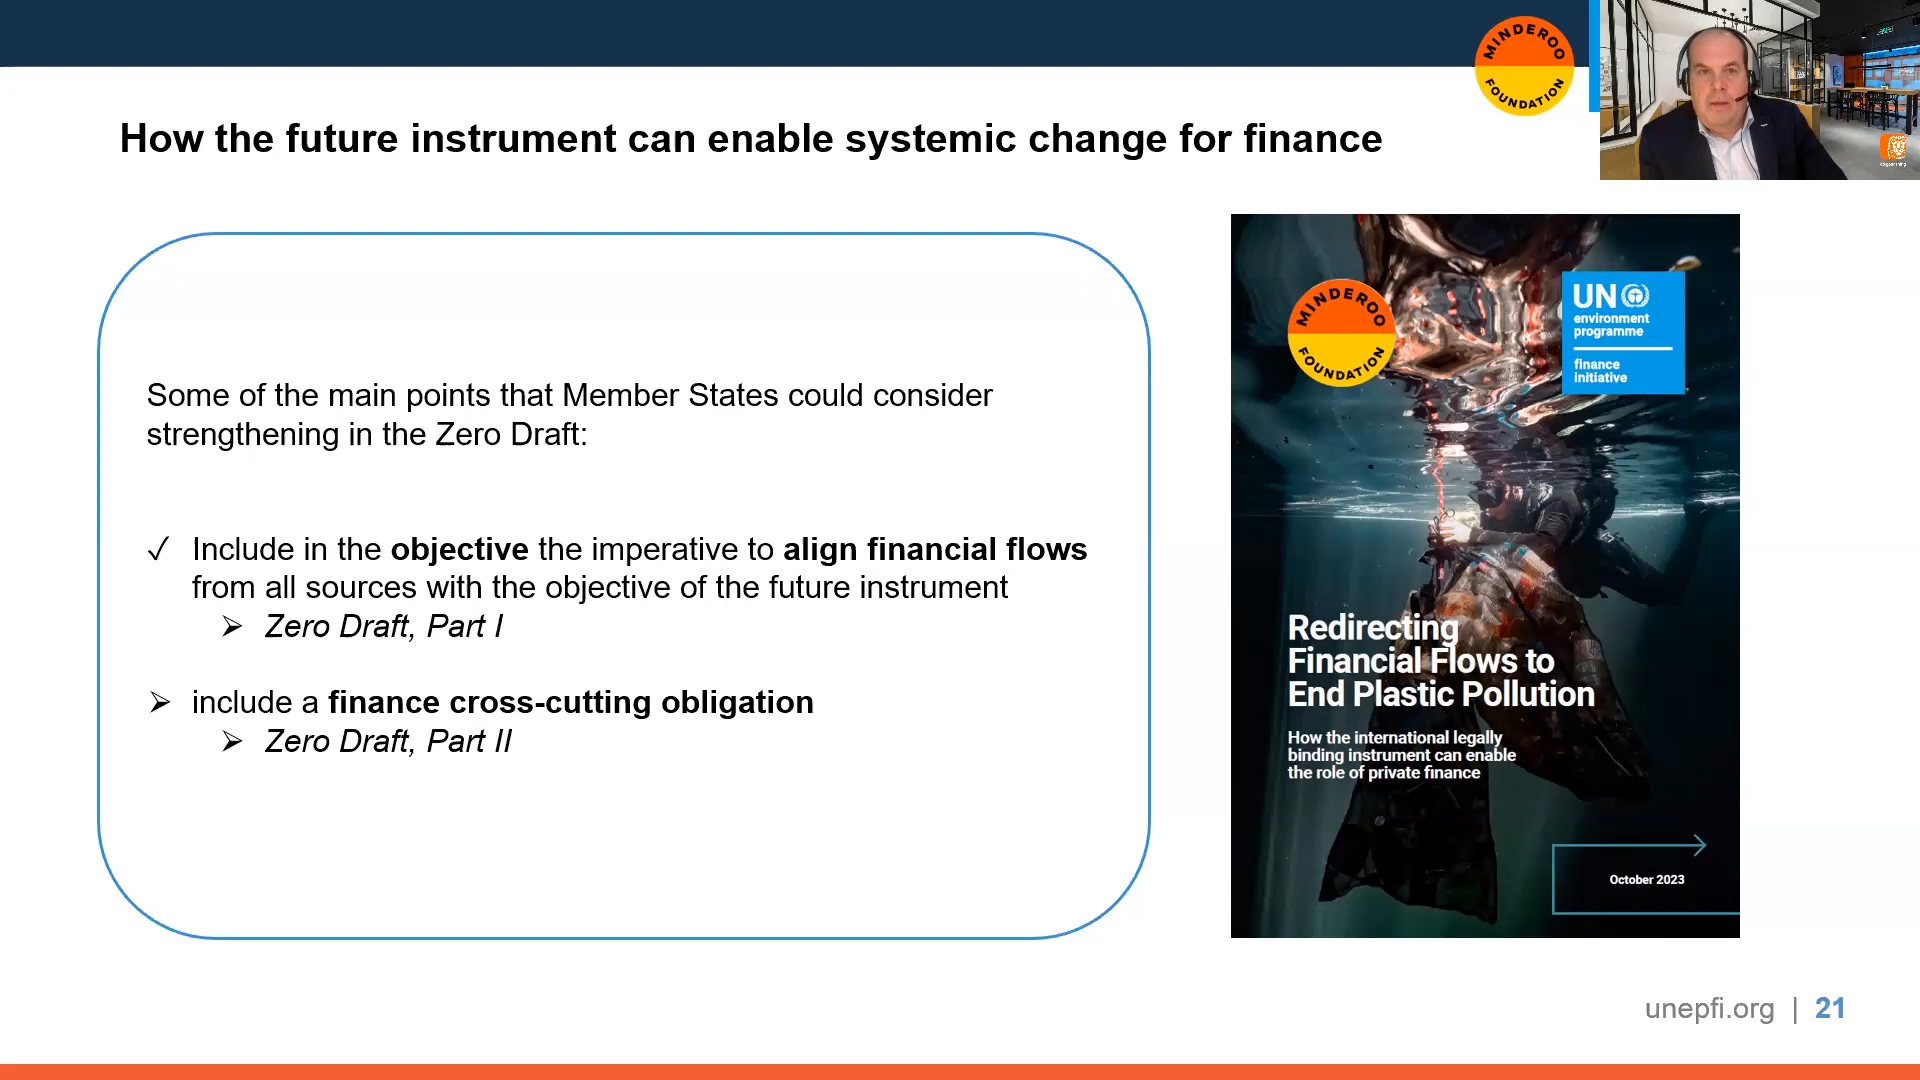 MINDEROO
FOUNDATION
How the future instrument can enable systemic change for finance
Some of the main points that Member States could consider
strengthening in the Zero Draft:
✓ Include in the objective the imperative to align financial flows
from all sources with the objective of the future instrument
➢ Zero Draft, Part I
➢ include a finance cross-cutting obligation
➢ Zero Draft, Part II
MINDEROO
FOUNDATION
UN
environment
programme
finance
initiative
Redirecting
Financial Flows to
End Plastic Pollution
How the international legally
binding instrument can enable
the role of private finance
October 2023
unepfi.org | 21